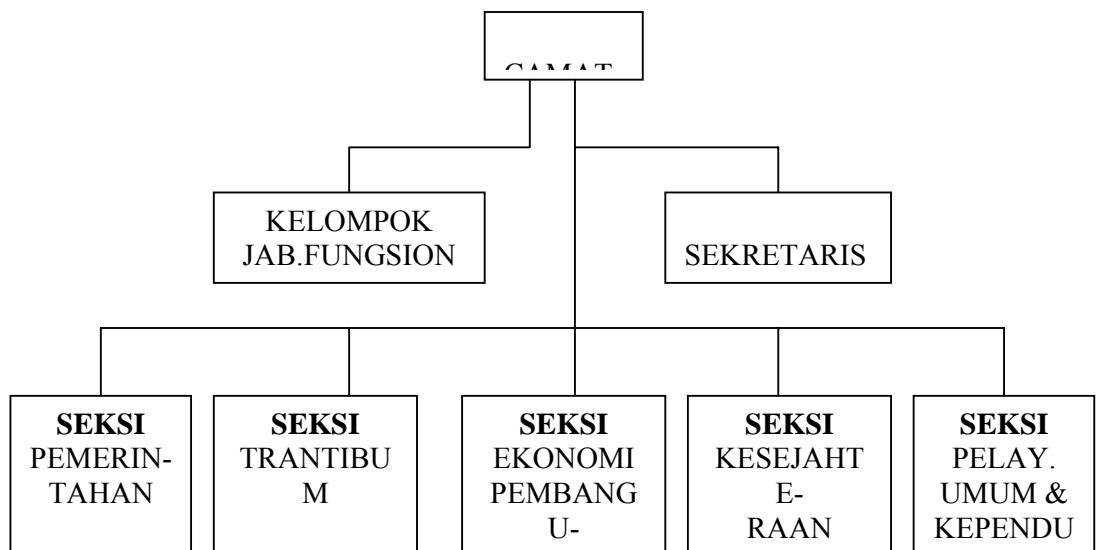 CAMAT
KELOMPOK
JAB.FUNGSION
SEKRETARIS
SEKSI
PEMERIN-
TAHAN
SEKSI
TRANTIBU
M
SEKSI
EKONOMI
PEMBANG
U-
SEKSI
KESEJAHT
E-
RAAN
SEKSI
PELAY.
UMUM &
KEPENDU